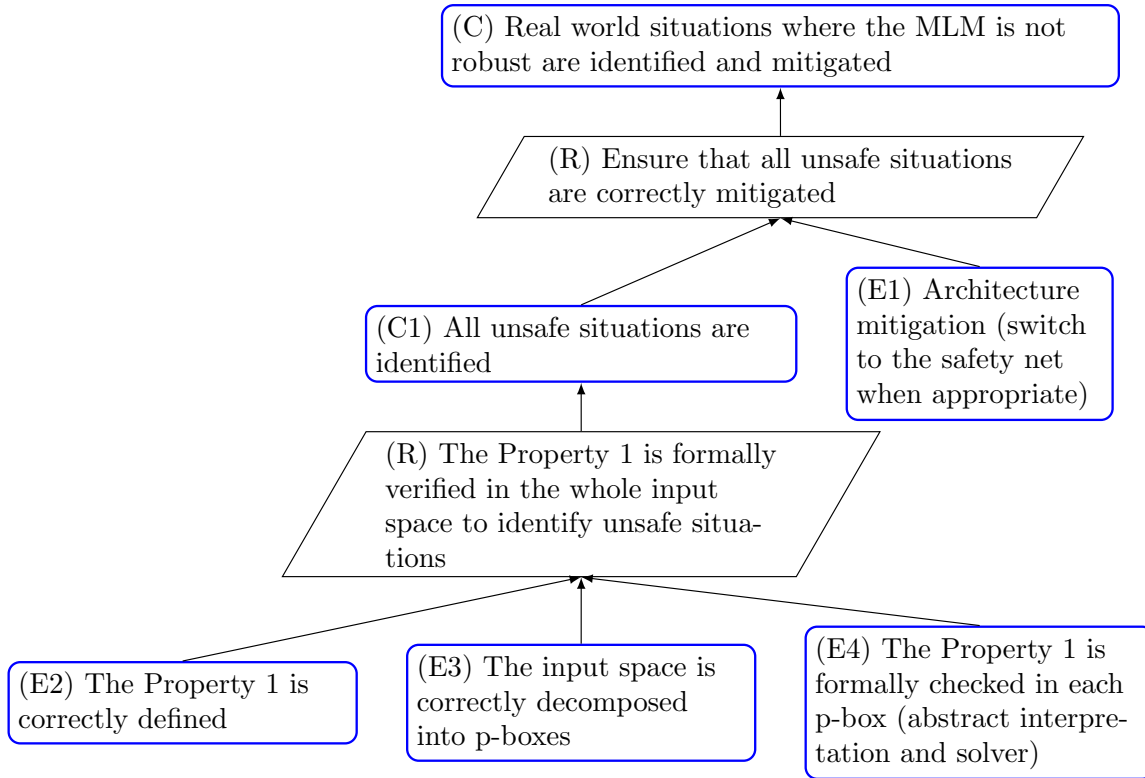 (C) Real world situations where the MLM is not
robust are identified and mitigated
(R) Ensure that all unsafe situations
are correctly mitigated
(C1) All unsafe situations are
identified
(E1) Architecture
mitigation (switch
to the safety net
when appropriate)
(R) The Property 1 is formally
verified in the whole input
space to identify unsafe situa-
tions
(E2) The Property 1 is
correctly defined
(E3) The input space is
correctly decomposed
into p-boxes
(E4) The Property 1 is
formally checked in each
p-box (abstract interpre-
tation and solver)